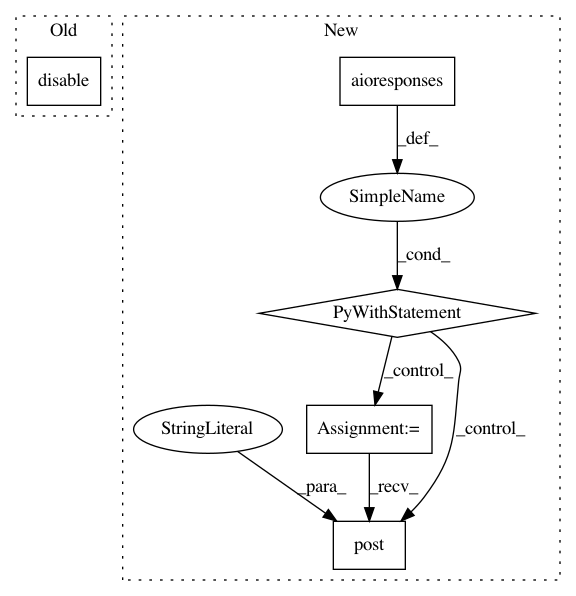 Old
New
disable
aioresponses
_def_
SimpleName
_cond_
PyWithStatement
_control_
StringLiteral
Assignment:=
_control_
_para_
_recv_
post